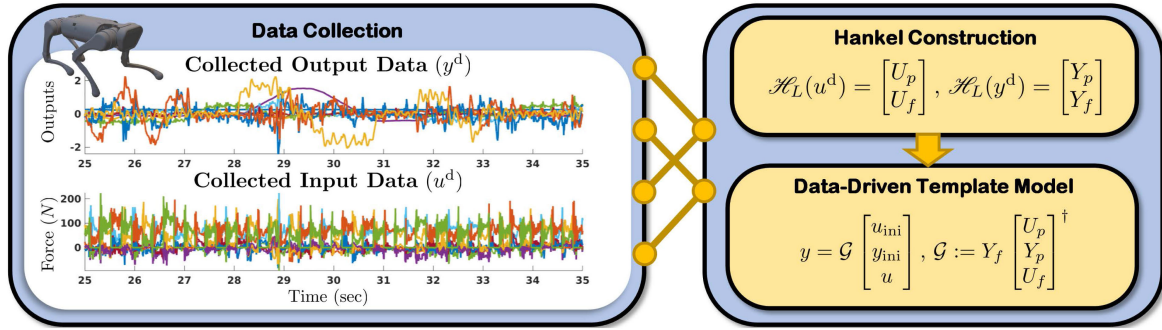 Data Collection
Collected Output Data (y^d)
Outputs
2
0
-2
25 26 27 28 29 30 31 32 33 34 35
Collected Input Data (u^d)
Force (N)
200
100
0
25 26 27 28 29 30 31 32 33 34 35
Time (sec)
Hankel Construction
ℋ_L(u^d) = [U_p; U_f], ℋ_L(y^d) = [Y_p; Y_f]
Data-Driven Template Model
y = 𝒢 [u_ini; y_ini; u], 𝒢 := Y_f [U_p; Y_p; U_f]^†